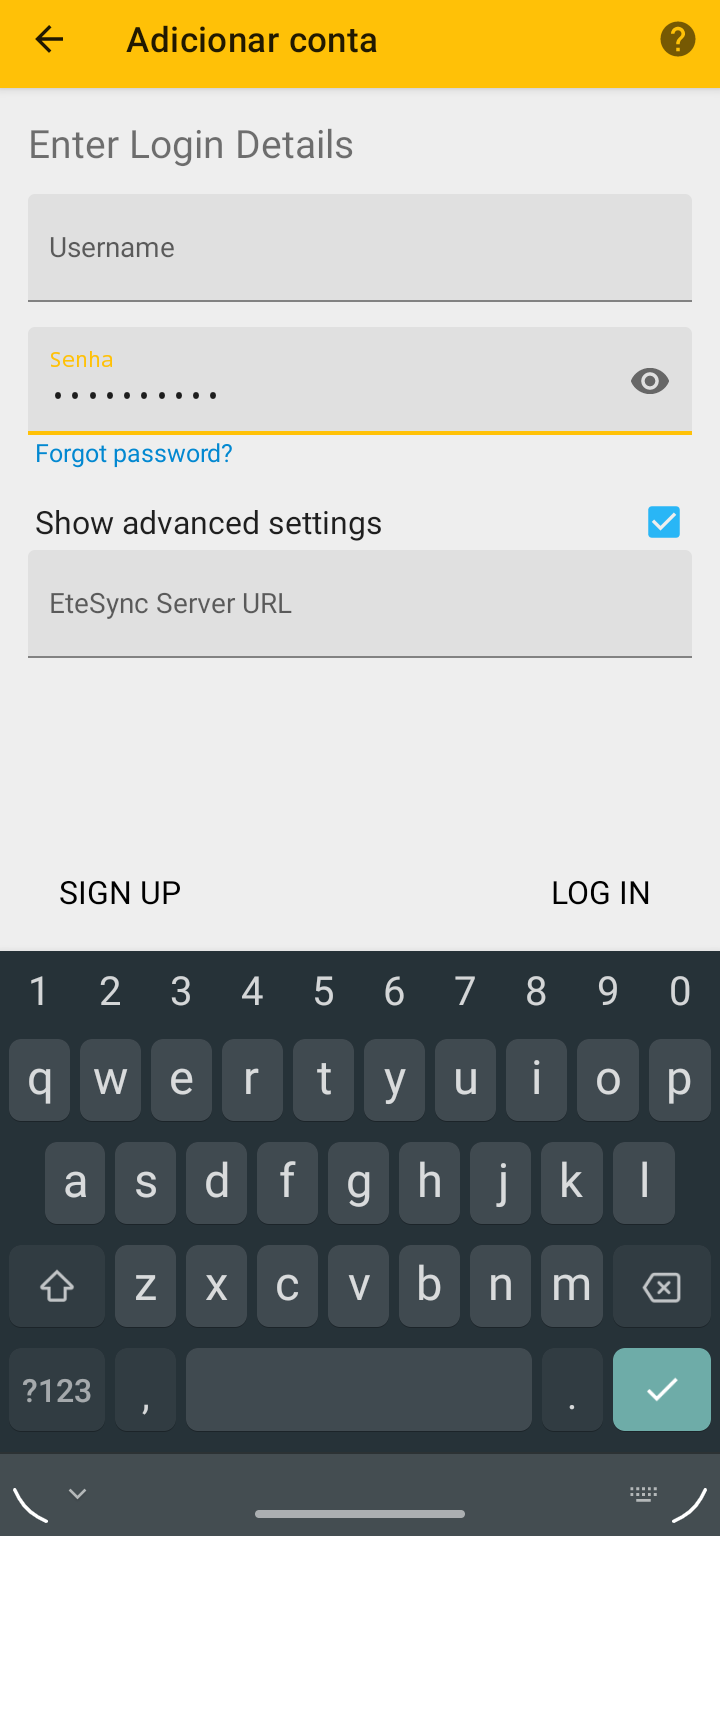 Adicionar conta
Enter Login Details
Username
Senha
••••••••••
Forgot password?
Show advanced settings
EteSync Server URL
SIGN UP LOG IN
1 2 3 4 5 6 7 8 9 0
q w e r t y u i o p
a s d f g h j k l
z x c v b n m
?123 , .